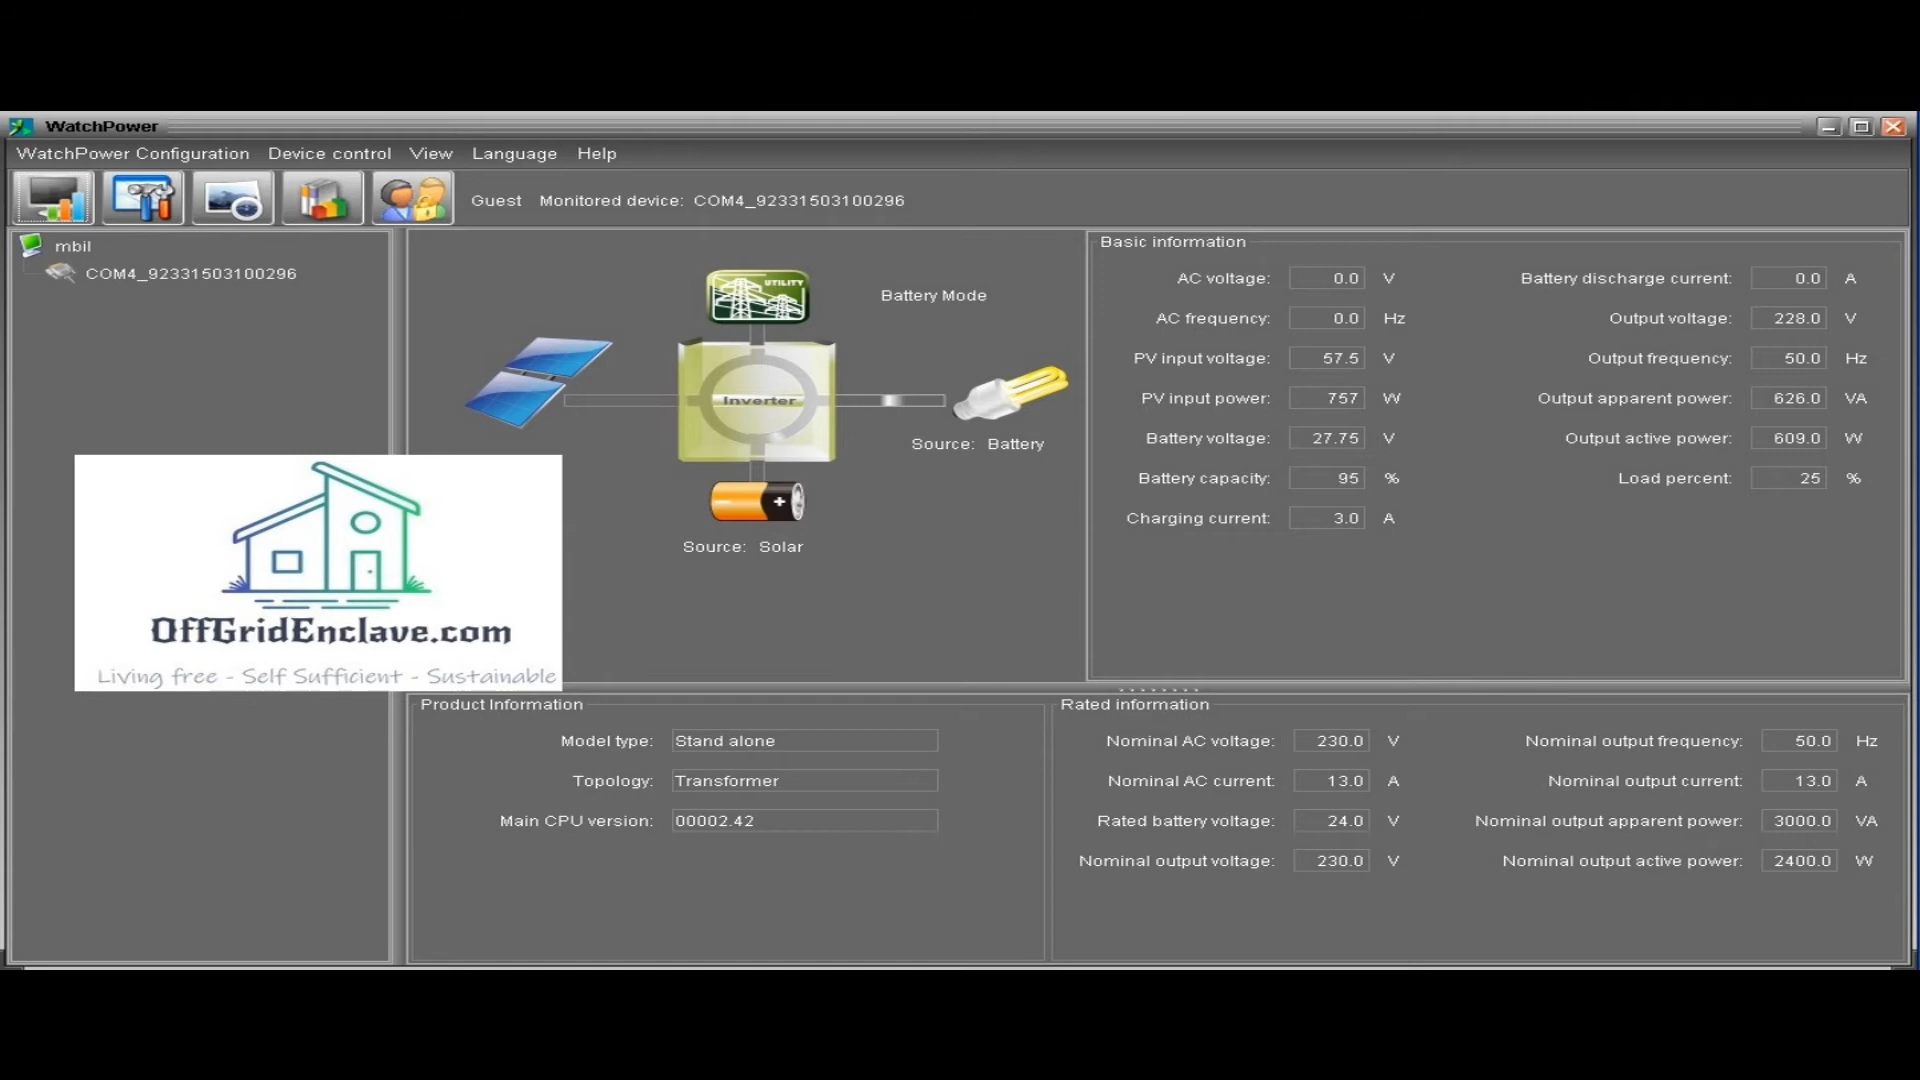 WatchPower
WatchPower Configuration Device control View Language Help
Guest Monitored device: COM4_92331503100296
mbil
COM4_92331503100296
UTILITY
Battery Mode
Inverter
Source: Battery
Source: Solar
OffGridEnclave.com
Living free - Self Sufficient - Sustainable
Basic information
AC voltage: 0.0 V Battery discharge current: 0.0 A
AC frequency: 0.0 Hz Output voltage: 228.0 V
PV input voltage: 57.5 V Output frequency: 50.0 Hz
PV input power: 757 W Output apparent power: 626.0 VA
Battery voltage: 27.75 V Output active power: 609.0 W
Battery capacity: 95 % Load percent: 25 %
Charging current: 3.0 A
Product Information
Model type: Stand alone
Topology: Transformer
Main CPU version: 00002.42
Rated information
Nominal AC voltage: 230.0 V Nominal output frequency: 50.0 Hz
Nominal AC current: 13.0 A Nominal output current: 13.0 A
Rated battery voltage: 24.0 V Nominal output apparent power: 3000.0 VA
Nominal output voltage: 230.0 V Nominal output active power: 2400.0 W